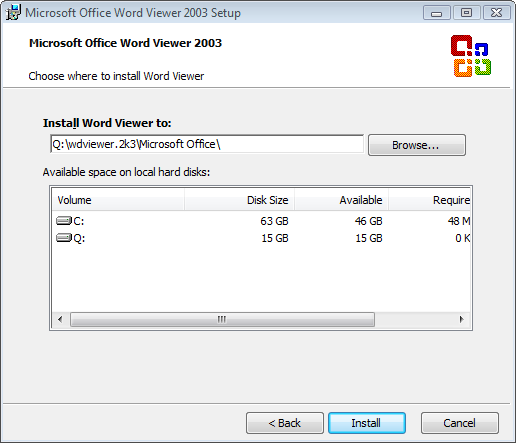 Microsoft Office Word Viewer 2003 Setup
Microsoft Office Word Viewer 2003
Choose where to install Word Viewer
Install Word Viewer to:
Q:\wdviewer.2k3\Microsoft Office\
Browse...
Available space on local hard disks:
Volume Disk Size Available Require
C: 63 GB 46 GB 48 M
Q: 15 GB 15 GB 0 K
< Back Install Cancel